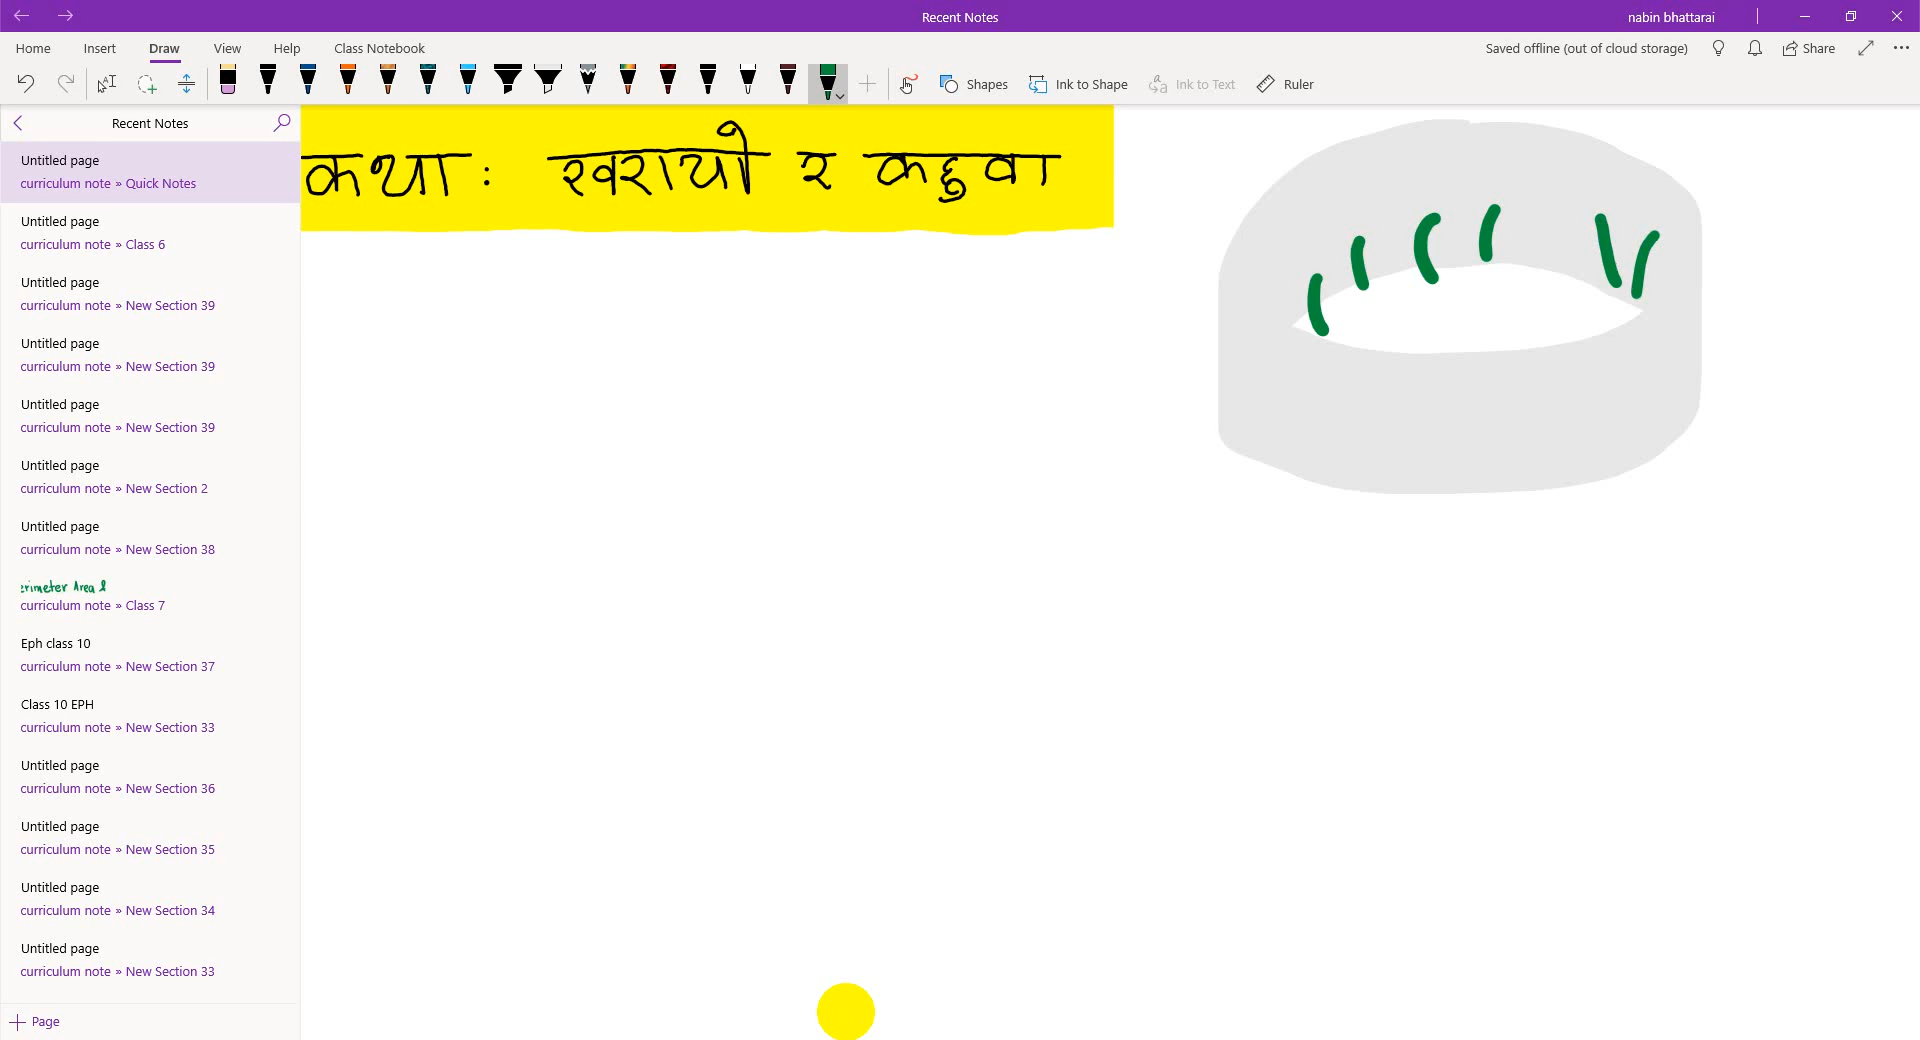 Recent Notes
nabin bhattarai
Home Insert Draw View Help Class Notebook
Saved offline (out of cloud storage) Share
Shapes Ink to Shape Ink to Text Ruler
Recent Notes
Untitled page
curriculum note » Quick Notes
Untitled page
curriculum note » Class 6
Untitled page
curriculum note » New Section 39
Untitled page
curriculum note » New Section 39
Untitled page
curriculum note » New Section 39
Untitled page
curriculum note » New Section 2
Untitled page
curriculum note » New Section 38
erimeter Area &
curriculum note » Class 7
Eph class 10
curriculum note » New Section 37
Class 10 EPH
curriculum note » New Section 33
Untitled page
curriculum note » New Section 36
Untitled page
curriculum note » New Section 35
Untitled page
curriculum note » New Section 34
Untitled page
curriculum note » New Section 33
Page
कथा : खरायो र कछुवा